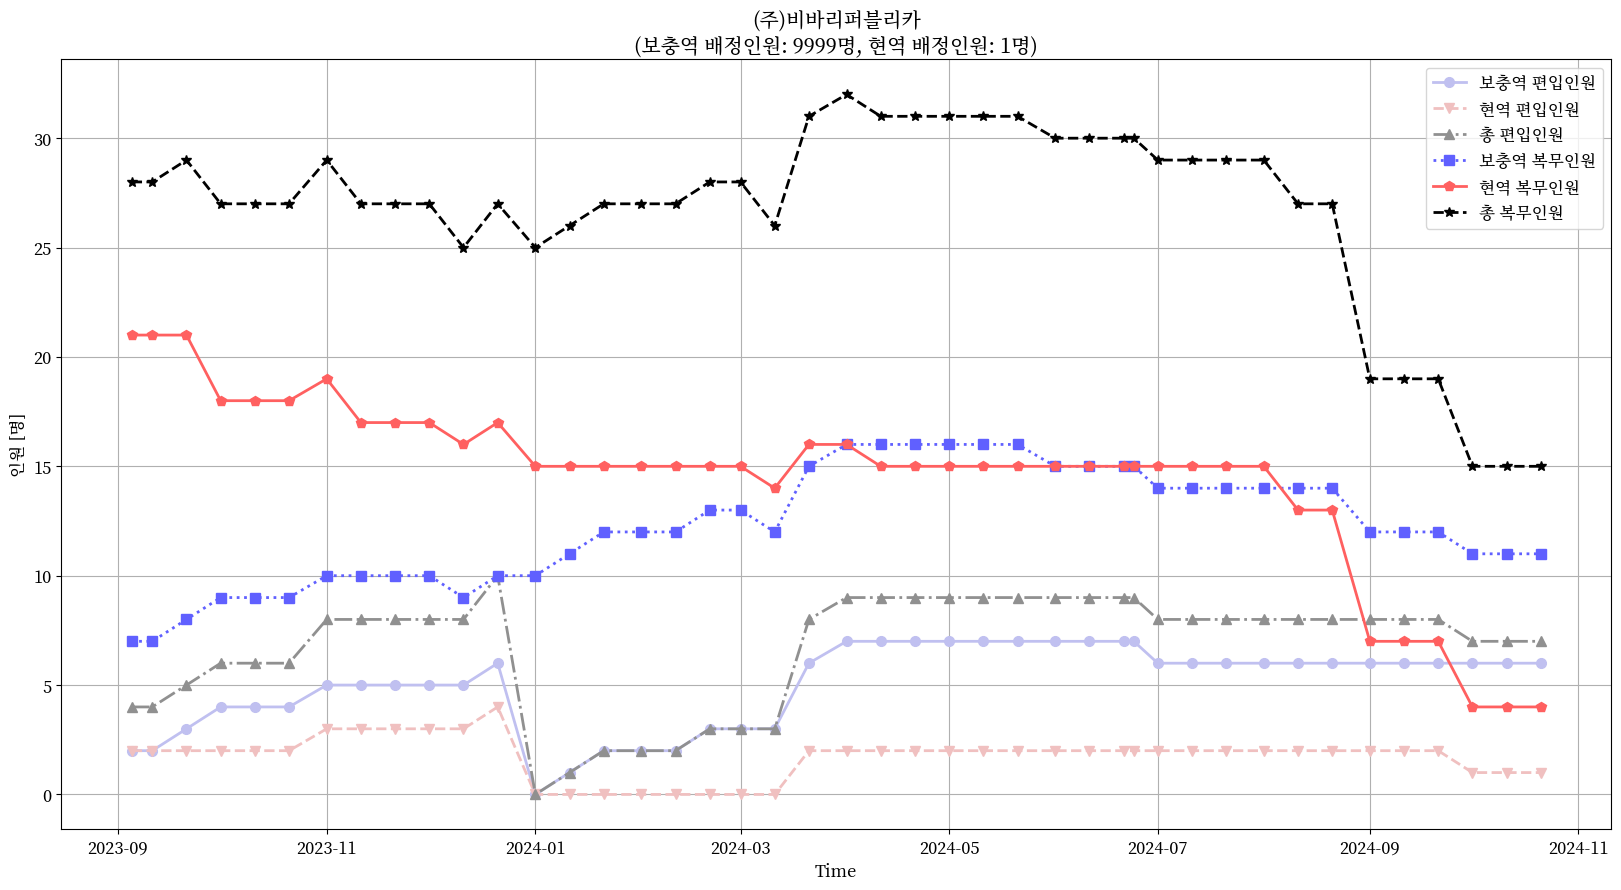 (주)비바리퍼블리카
(보충역 배정인원: 9999명, 현역 배정인원: 1명)
보충역 편입인원
현역 편입인원
총 편입인원
보충역 복무인원
현역 복무인원
총 복무인원
인원 [명]
30
25
20
15
10
5
0
2023-09
2023-11
2024-01
2024-03
2024-05
2024-07
2024-09
2024-11
Time